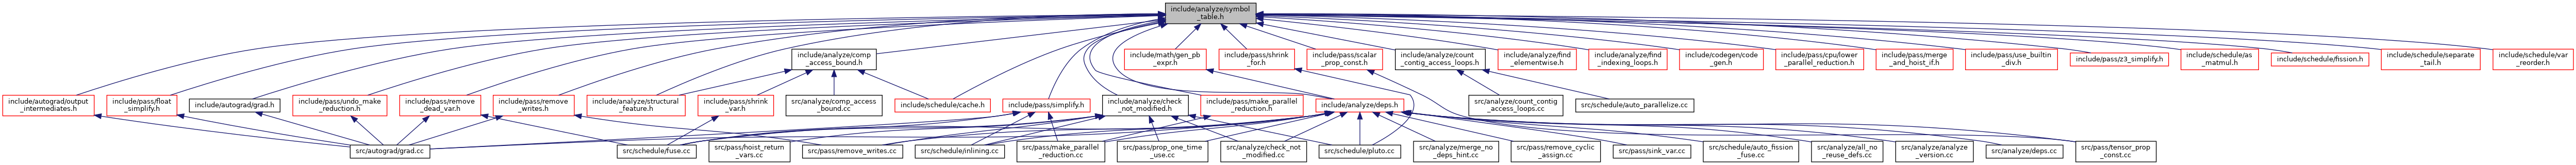 include/analyze/symbol
_table.h
include/analyze/comp
_access_bound.h
include/math/gen_pb
_expr.h
include/pass/shrink
_for.h
include/pass/scalar
_prop_const.h
include/analyze/count
_contig_access_loops.h
include/analyze/find
_elementwise.h
include/analyze/find
_indexing_loops.h
include/codegen/code
_gen.h
include/pass/cpu/lower
_parallel_reduction.h
include/pass/merge
_and_hoist_if.h
include/pass/use_builtin
_div.h
include/pass/z3_simplify.h
include/schedule/as
_matmul.h
include/schedule/fission.h
include/schedule/separate
_tail.h
include/schedule/var
_reorder.h
include/autograd/output
_intermediates.h
include/pass/float
_simplify.h
include/autograd/grad.h
include/pass/undo_make
_reduction.h
include/pass/remove
_dead_var.h
include/pass/remove
_writes.h
include/analyze/structural
_feature.h
include/pass/shrink
_var.h
src/analyze/comp_access
_bound.cc
include/schedule/cache.h
include/pass/simplify.h
include/analyze/check
_not_modified.h
include/pass/make_parallel
_reduction.h
include/analyze/deps.h
src/analyze/count_contig
_access_loops.cc
src/schedule/auto_parallelize.cc
src/autograd/grad.cc
src/schedule/fuse.cc
src/pass/hoist_return
_vars.cc
src/pass/remove_writes.cc
src/schedule/inlining.cc
src/pass/make_parallel
_reduction.cc
src/pass/prop_one_time
_use.cc
src/analyze/check_not
_modified.cc
src/schedule/pluto.cc
src/analyze/merge_no
_deps_hint.cc
src/pass/remove_cyclic
_assign.cc
src/pass/sink_var.cc
src/schedule/auto_fission
_fuse.cc
src/analyze/all_no
_reuse_defs.cc
src/analyze/analyze
_version.cc
src/analyze/deps.cc
src/pass/tensor_prop
_const.cc